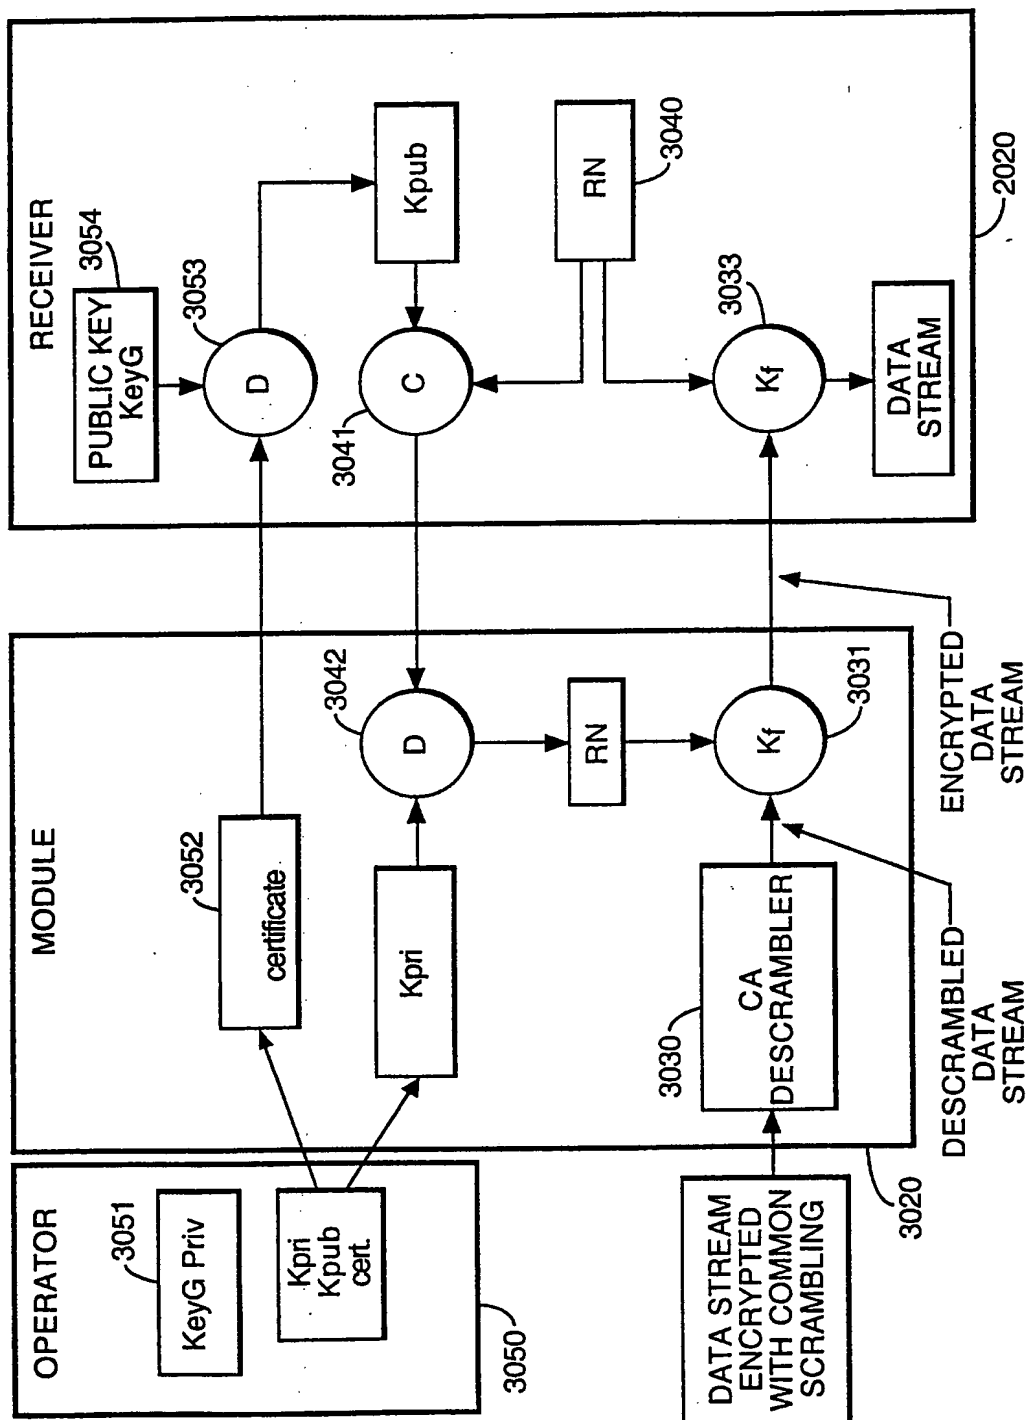 OPERATOR
3051
KeyG Priv
Kpri
Kpub
cert.
3050
DATA STREAM
ENCRYPTED
WITH COMMON
SCRAMBLING
MODULE
3052
certificate
Kpri
3042
D
RN
3030
CA
DESCRAMBLER
Kf
3031
3020
DESCRAMBLED
DATA
STREAM
ENCRYPTED
DATA
STREAM
RECEIVER
3054
PUBLIC KEY
KeyG
3053
D
Kpub
3041
C
RN
3040
3033
Kf
DATA
STREAM
2020